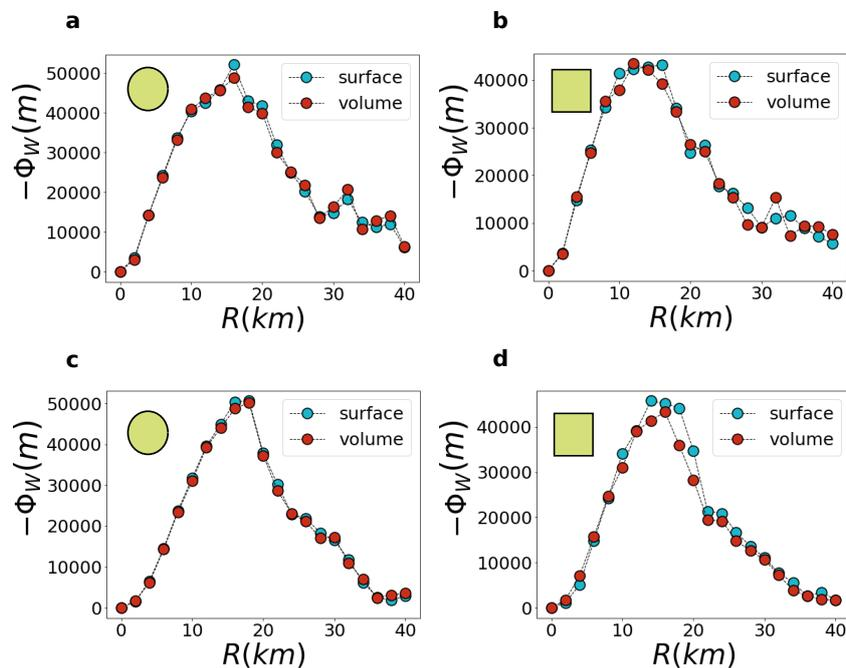 a
−Φ_W(m)
50000
40000
30000
20000
10000
0
surface
volume
0 10 20 30 40
R(km)
b
−Φ_W(m)
40000
30000
20000
10000
0
surface
volume
0 10 20 30 40
R(km)
c
−Φ_W(m)
50000
40000
30000
20000
10000
0
surface
volume
0 10 20 30 40
R(km)
d
−Φ_W(m)
40000
30000
20000
10000
0
surface
volume
0 10 20 30 40
R(km)